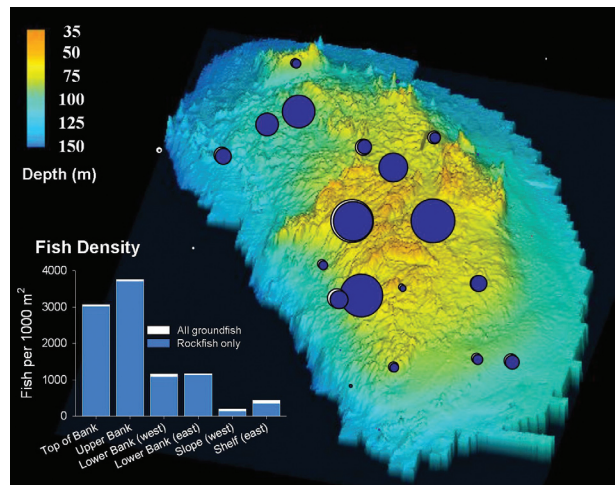 35
50
75
100
125
150
Depth (m)
Fish Density
Fish per 1000 m²
4000
3000
2000
1000
0
All groundfish
Rockfish only
Top of Bank
Upper Bank
Lower Bank (west)
Lower Bank (east)
Slope (west)
Shelf (east)